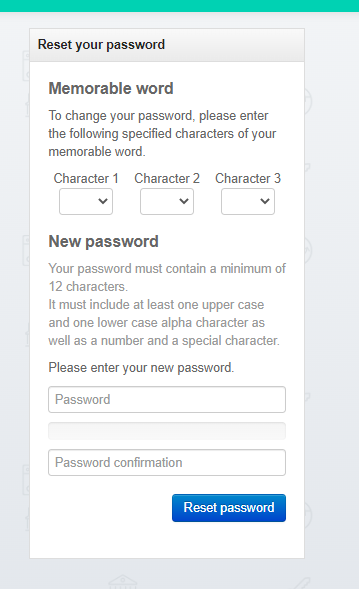 Reset your password
Memorable word
To change your password, please enter
the following specified characters of your
memorable word.
Character 1 Character 2 Character 3
New password
Your password must contain a minimum of
12 characters.
It must include at least one upper case
and one lower case alpha character as
well as a number and a special character.
Please enter your new password.
Password
Password confirmation
Reset password